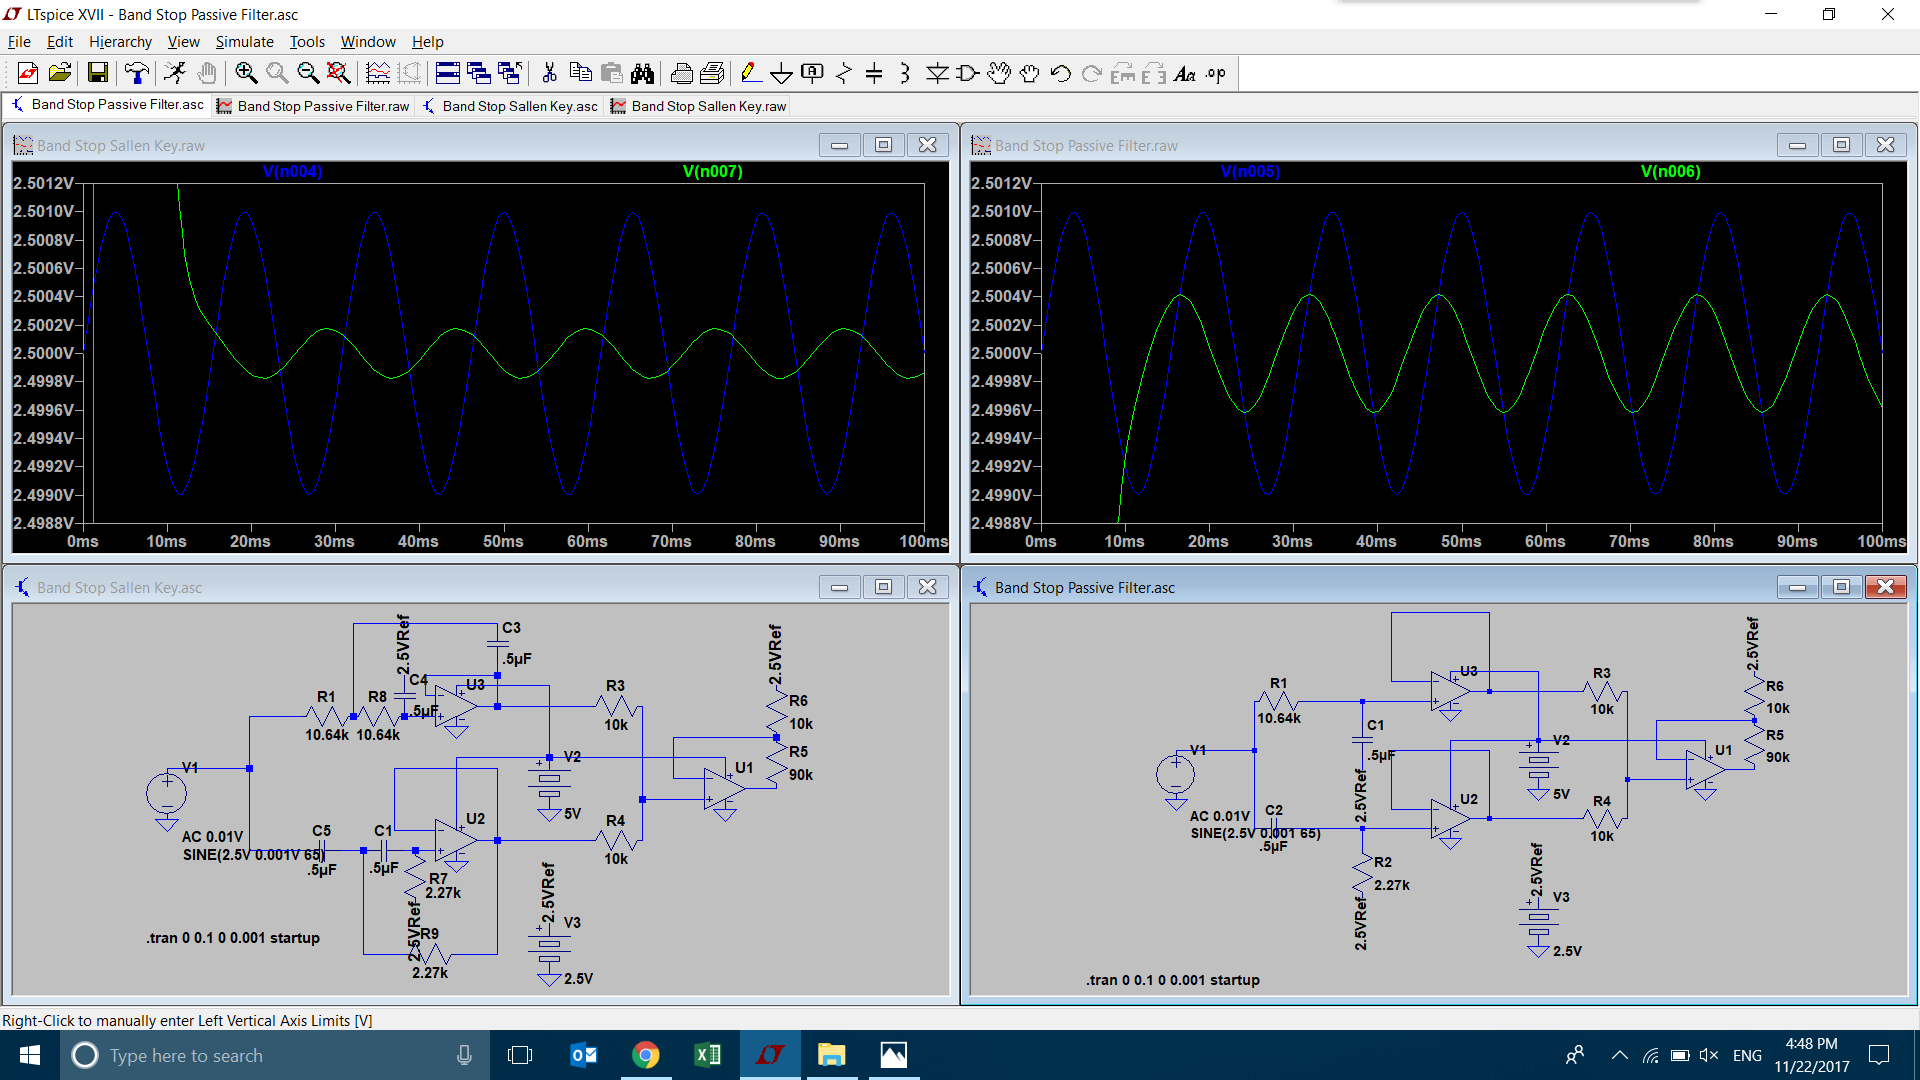 LTspice XVII - Band Stop Passive Filter.asc
File Edit Hierarchy View Simulate Tools Window Help
Band Stop Passive Filter.asc Band Stop Passive Filter.raw Band Stop Sallen Key.asc Band Stop Sallen Key.raw
Band Stop Sallen Key.raw
V(n004) V(n007)
2.5012V
2.5010V
2.5008V
2.5006V
2.5004V
2.5002V
2.5000V
2.4998V
2.4996V
2.4994V
2.4992V
2.4990V
2.4988V
0ms 10ms 20ms 30ms 40ms 50ms 60ms 70ms 80ms 90ms 100ms
Band Stop Passive Filter.raw
V(n005) V(n006)
2.5012V
2.5010V
2.5008V
2.5006V
2.5004V
2.5002V
2.5000V
2.4998V
2.4996V
2.4994V
2.4992V
2.4990V
2.4988V
0ms 10ms 20ms 30ms 40ms 50ms 60ms 70ms 80ms 90ms 100ms
Band Stop Sallen Key.asc
2.5VRef
C3
.5µF
2.5VRef
C4
.5µF
U3
R1
10.64k
R8
10.64k
R3
10k
R6
10k
R5
90k
V1
V2
5V
U1
AC 0.01V
SINE(2.5V 0.001V 65)
C5
.5µF
C1
.5µF
U2
R4
10k
R7
2.27k
2.5VRef
R9
2.27k
2.5VRef
V3
2.5V
.tran 0 0.1 0 0.001 startup
Band Stop Passive Filter.asc
2.5VRef
U3
R1
10.64k
R3
10k
R6
10k
R5
90k
C1
.5µF
2.5VRef
V1
V2
5V
U1
AC 0.01V
SINE(2.5V 0.001 65)
C2
.5µF
U2
R4
10k
R2
2.27k
2.5VRef
2.5VRef
V3
2.5V
.tran 0 0.1 0 0.001 startup
Right-Click to manually enter Left Vertical Axis Limits [V]
Type here to search
ENG
4:48 PM
11/22/2017